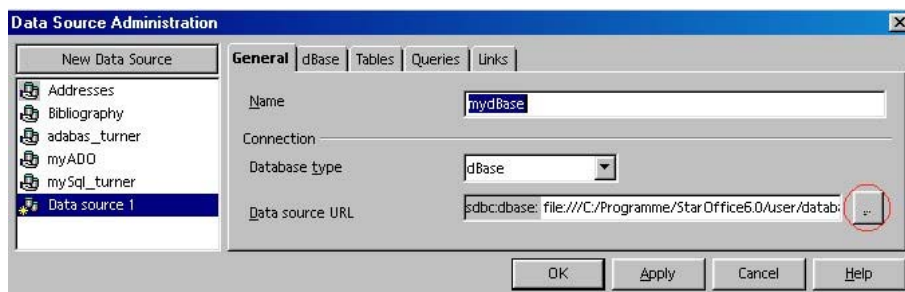 Data Source Administration
New Data Source
Addresses
Bibliography
adabas_turner
myADO
mySql_turner
Data source 1
General dBase Tables Queries Links
Name mydBase
Connection
Database type dBase
Data source URL sdbc:dbase: file:///C:/Programme/StarOffice6.0/user/datab ...
OK Apply Cancel Help